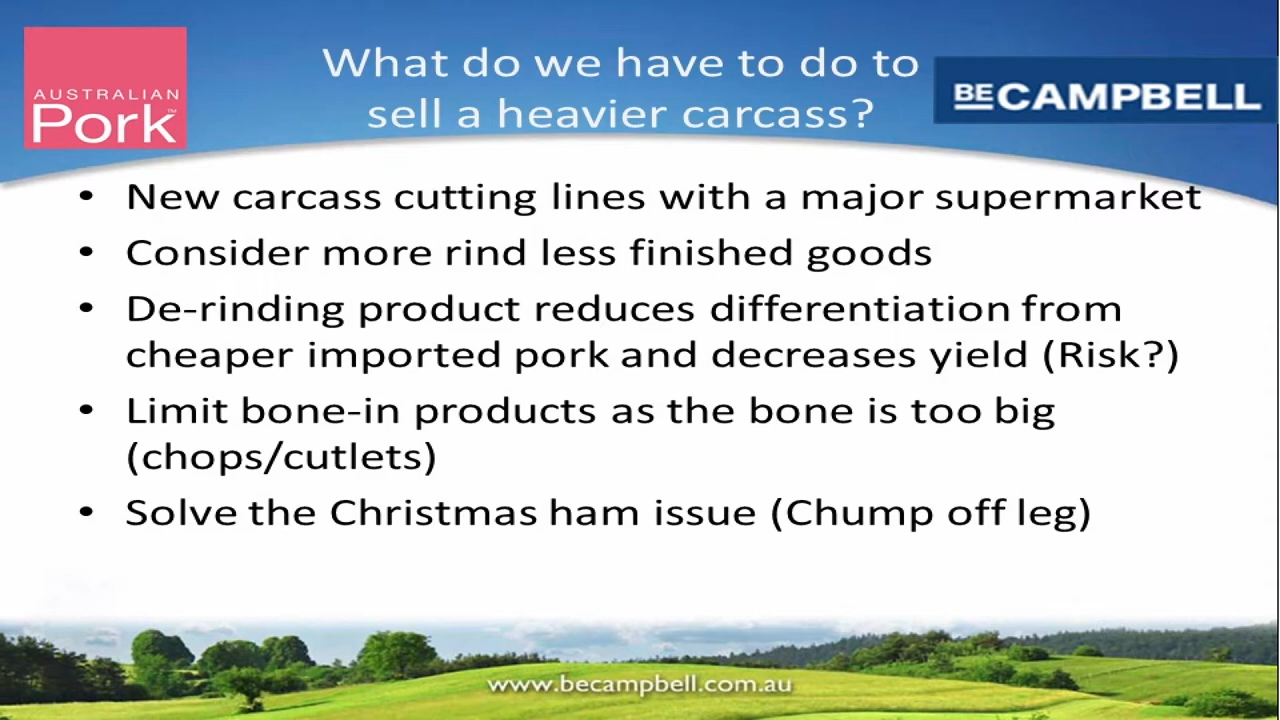 AUSTRALIAN
Pork™
What do we have to do to
sell a heavier carcass?
BECAMPBELL
• New carcass cutting lines with a major supermarket
• Consider more rind less finished goods
• De-rinding product reduces differentiation from
cheaper imported pork and decreases yield (Risk?)
• Limit bone-in products as the bone is too big
(chops/cutlets)
• Solve the Christmas ham issue (Chump off leg)
www.becampbell.com.au